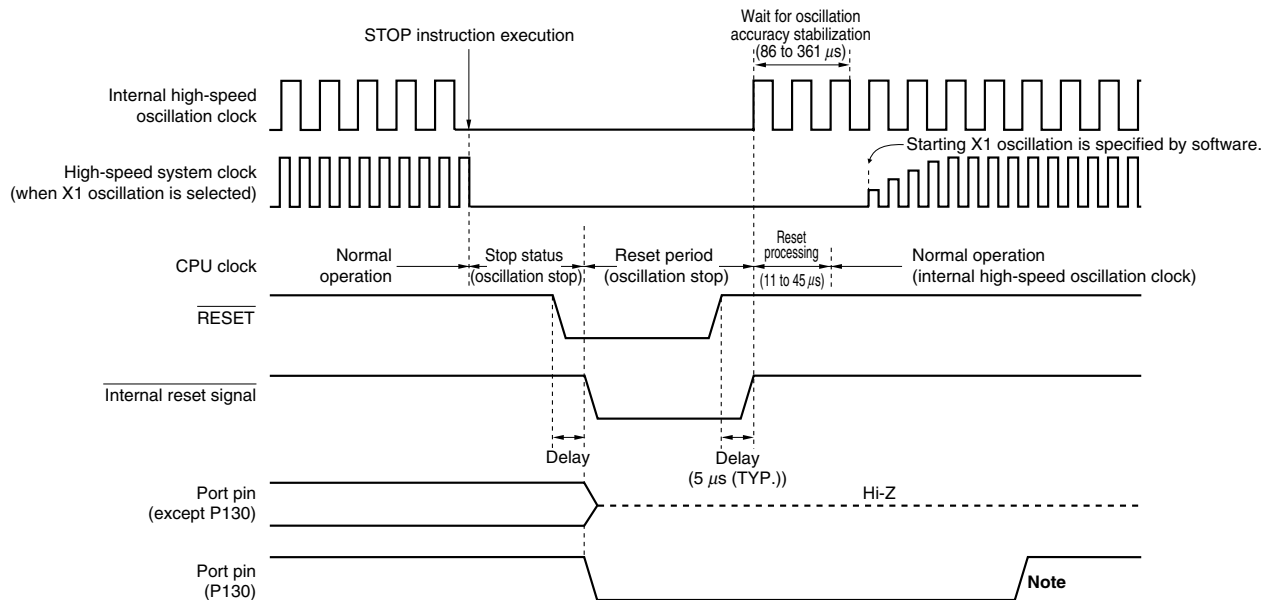 Wait for oscillation
accuracy stabilization
(86 to 361 μs)
STOP instruction execution
Internal high-speed
oscillation clock
Starting X1 oscillation is specified by software.
High-speed system clock
(when X1 oscillation is selected)
CPU clock
Normal
operation
Stop status
(oscillation stop)
Reset period
(oscillation stop)
Reset
processing
(11 to 45 μs)
Normal operation
(internal high-speed oscillation clock)
RESET
Internal reset signal
Delay
Delay
(5 μs (TYP.))
Port pin
(except P130)
Hi-Z
Port pin
(P130)
Note